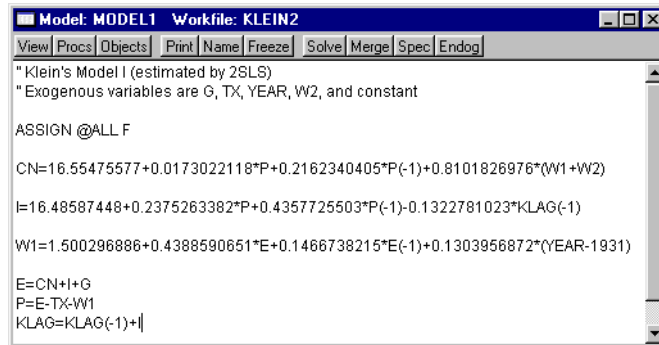 Model: MODEL1 Workfile: KLEIN2
View Procs Objects Print Name Freeze Solve Merge Spec Endog
" Klein's Model I (estimated by 2SLS)
" Exogenous variables are G, TX, YEAR, W2, and constant
ASSIGN @ALL F
CN=16.55475577+0.0173022118*P+0.2162340405*P(-1)+0.8101826976*(W1+W2)
I=16.48587448+0.2375263382*P+0.4357725503*P(-1)-0.1322781023*KLAG(-1)
W1=1.500296886+0.4388590651*E+0.1466738215*E(-1)+0.1303956872*(YEAR-1931)
E=CN+I+G
P=E-TX-W1
KLAG=KLAG(-1)+I